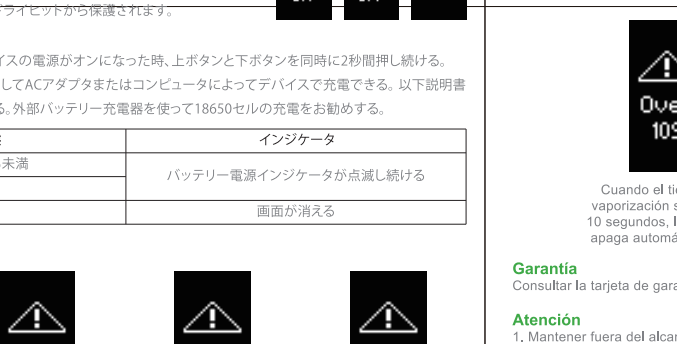 ドライヒットから保護されます。
イスの電源がオンになった時、上ボタンと下ボタンを同時に2秒間押し続ける。
してACアダプタまたはコンピュータによってデバイスで充電できる。以下説明書
る。外部バッテリー充電器を使って18650セルの充電をお勧めする。
インジケータ
未満
バッテリー電源インジケータが点滅し続ける
画面が消える
Ove
10S
Cuando el ti
vaporización s
10 segundos, l
apaga automá
Garantía
Consultar la tarjeta de gara
Atención
1. Mantener fuera del alcan